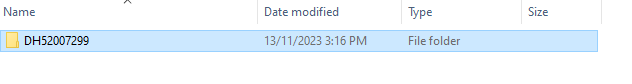 Name Date modified Type Size
DH52007299 13/11/2023 3:16 PM File folder